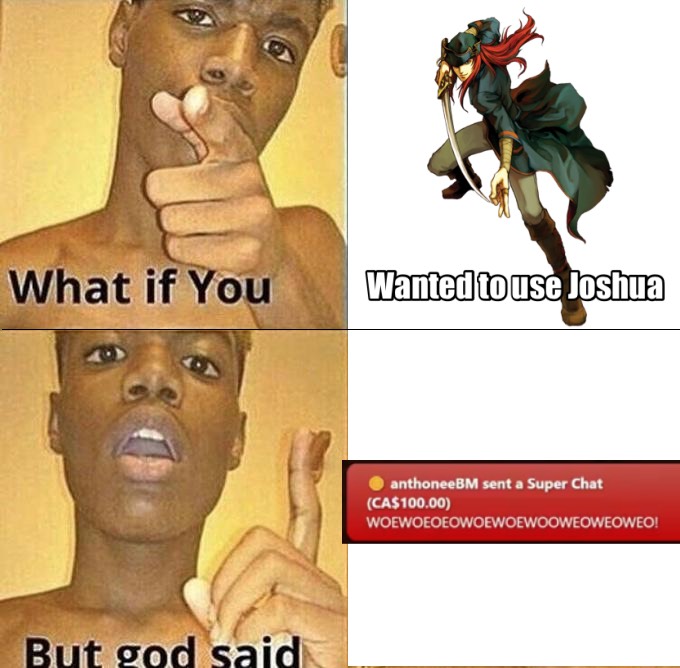 What if You
Wanted to use Joshua
anthoneeBM sent a Super Chat
(CA$100.00)
WOEWOEOEOWOEWOEWOOWEOWEOWEO!
But god said